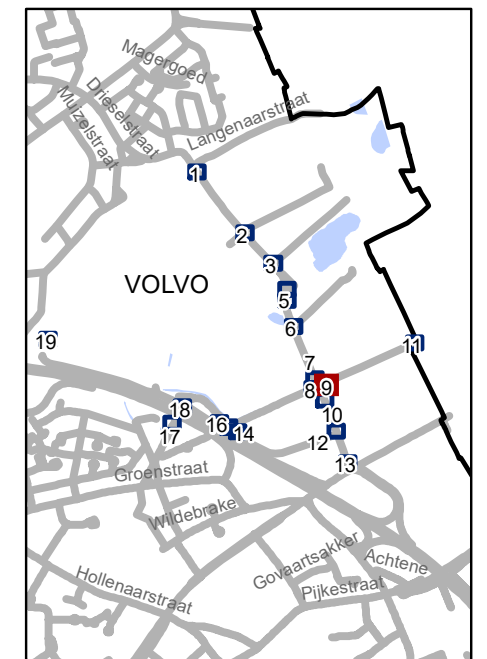 Magergoed
Drieselstraat
Muizelstraat
Langenaarstraat
1
2
3
VOLVO
5
6
19
11
7
8
9
18
10
16
17
14
12
13
Groenstraat
Wildebrake
Govaartsakker
Achtene
Hollenaarstraat
Pijkestraat